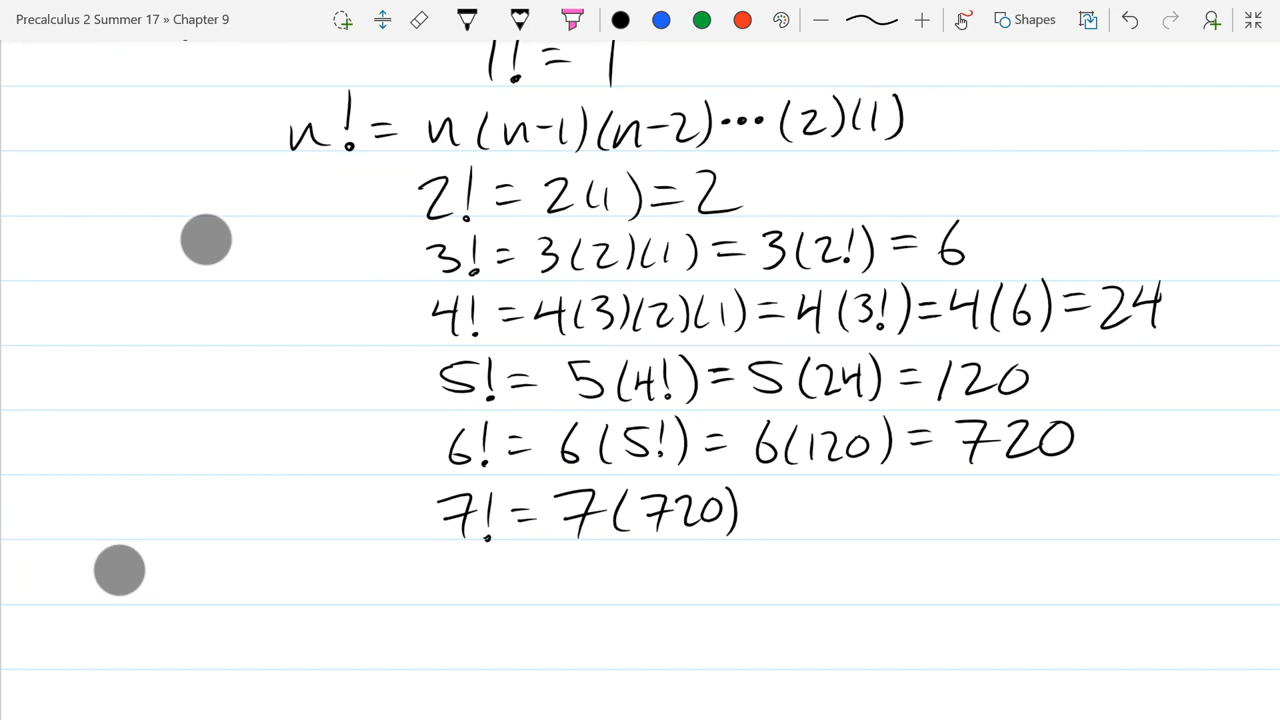 Precalculus 2 Summer 17 » Chapter 9
Shapes
1! = 1
n! = n(n-1)(n-2)•••(2)(1)
2! = 2(1) = 2
3! = 3(2)(1) = 3(2!) = 6
4! = 4(3)(2)(1) = 4(3!) = 4(6) = 24
5! = 5(4!) = 5(24) = 120
6! = 6(5!) = 6(120) = 720
7! = 7(720)